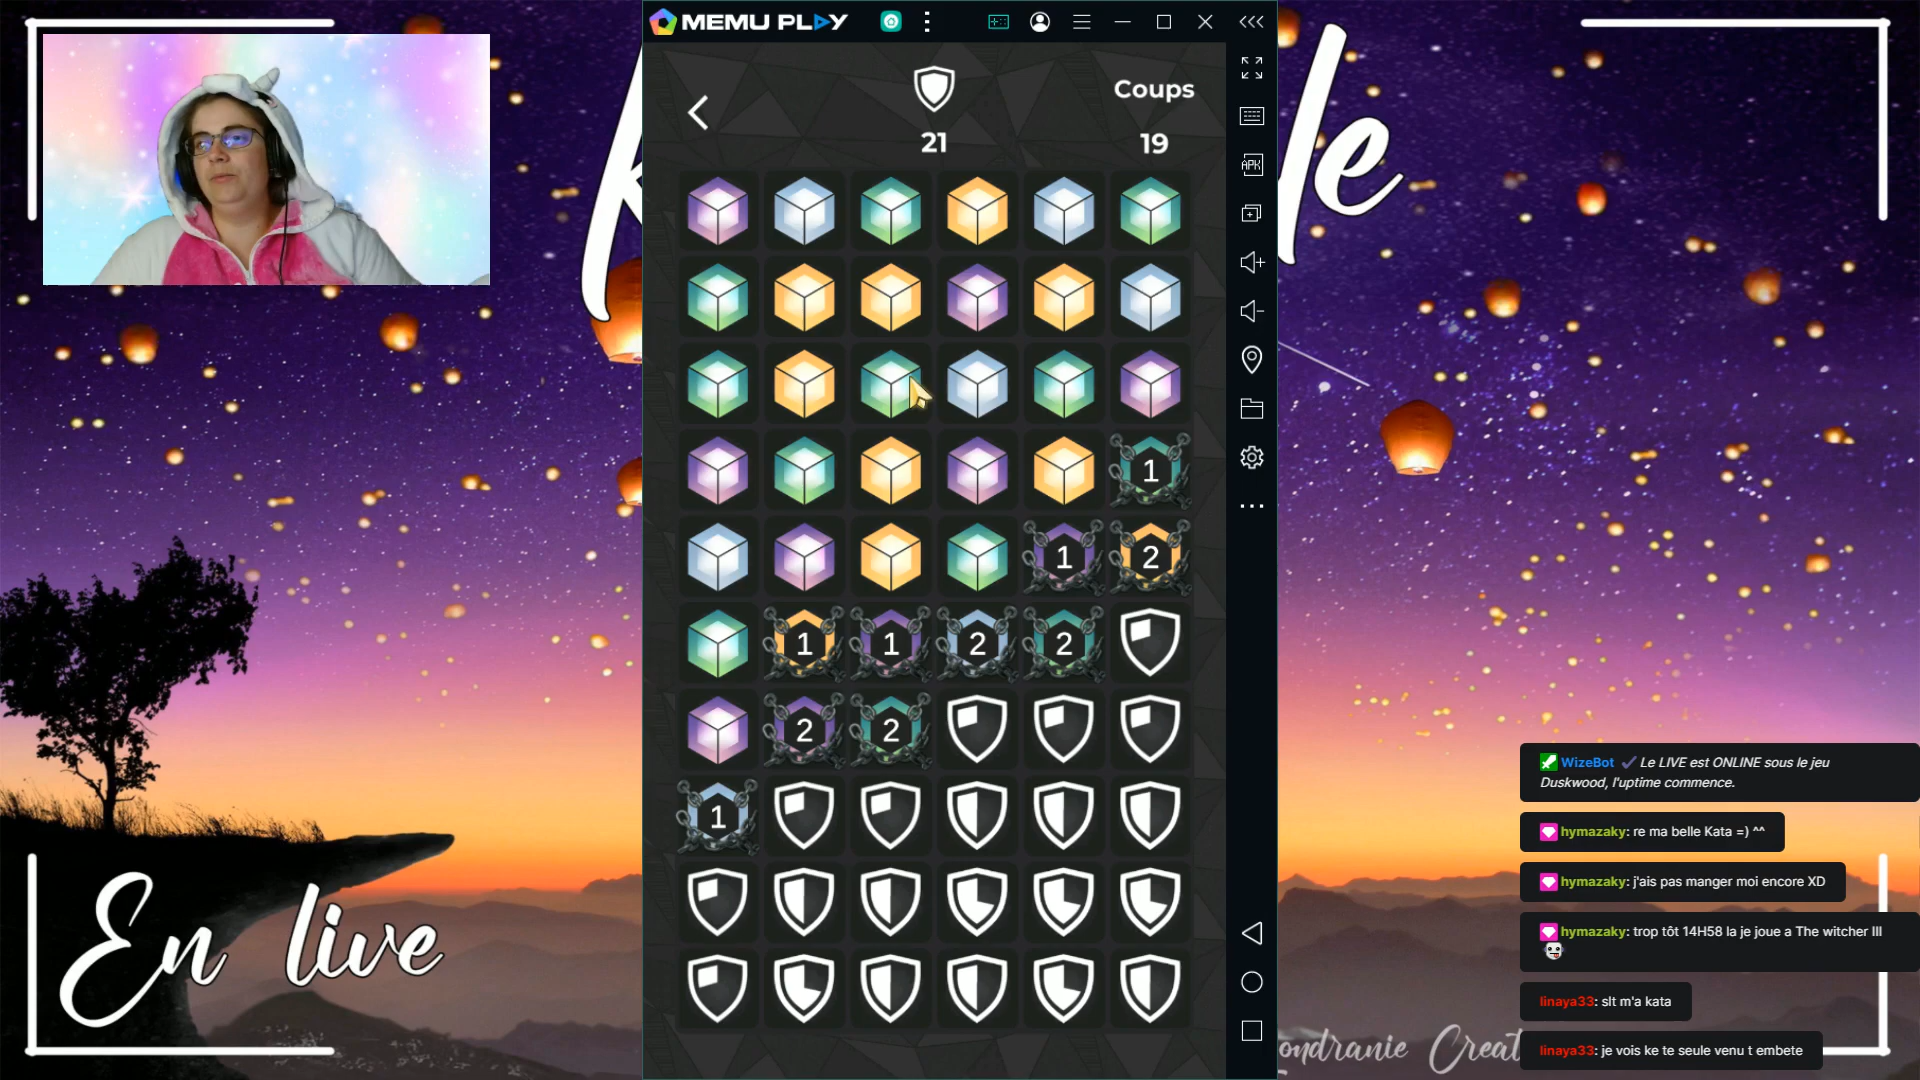 MEMU PLAY
Coups
21
19
APK
le
1
1
2
1
1
2
2
2
2
1
WizeBot Le LIVE est ONLINE sous le jeu
Duskwood, l'uptime commence.
hymazaky: re ma belle Kata =) ^^
hymazaky: j'ais pas manger moi encore XD
hymazaky: trop tôt 14H58 la je joue a The witcher III
linaya33: slt m'a kata
linaya33: je vois ke te seule venu t embete
En live